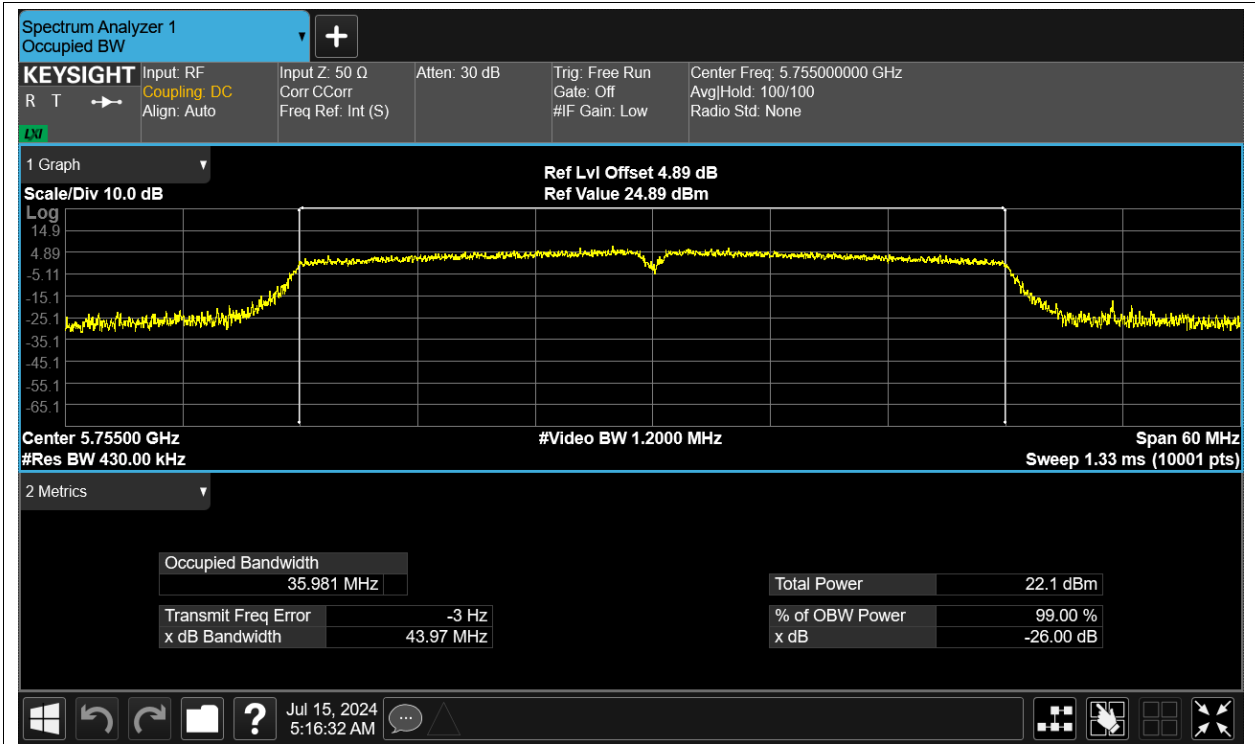 Spectrum Analyzer 1
Occupied BW
KEYSIGHT
R T
LXI
Input: RF
Coupling: DC
Align: Auto
Input Z: 50 Ω
Corr CCorr
Freq Ref: Int (S)
Atten: 30 dB
Trig: Free Run
Gate: Off
#IF Gain: Low
Center Freq: 5.755000000 GHz
Avg|Hold: 100/100
Radio Std: None
1 Graph
Scale/Div 10.0 dB
Ref Lvl Offset 4.89 dB
Ref Value 24.89 dBm
Log
14.9
4.89
-5.11
-15.1
-25.1
-35.1
-45.1
-55.1
-65.1
Center 5.75500 GHz
#Res BW 430.00 kHz
#Video BW 1.2000 MHz
Span 60 MHz
Sweep 1.33 ms (10001 pts)
2 Metrics
Occupied Bandwidth
35.981 MHz
Transmit Freq Error -3 Hz
x dB Bandwidth 43.97 MHz
Total Power 22.1 dBm
% of OBW Power 99.00 %
x dB -26.00 dB
?
Jul 15, 2024
5:16:32 AM